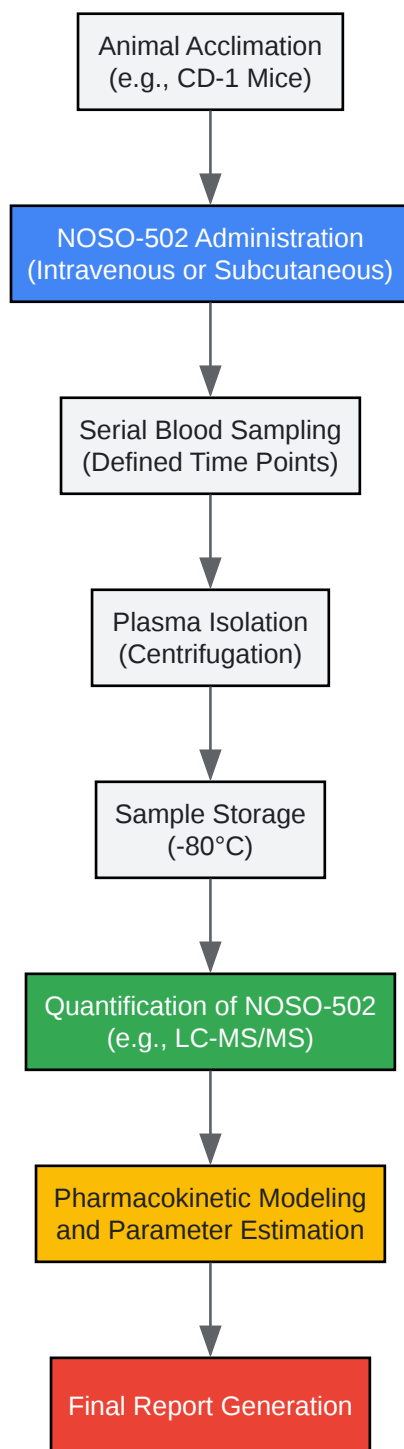 Animal Acclimation
(e.g., CD-1 Mice)
NOSO-502 Administration
(Intravenous or Subcutaneous)
Serial Blood Sampling
(Defined Time Points)
Plasma Isolation
(Centrifugation)
Sample Storage
(-80°C)
Quantification of NOSO-502
(e.g., LC-MS/MS)
Pharmacokinetic Modeling
and Parameter Estimation
Final Report Generation